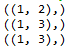 ((1, 2),)
((1, 3),)
((1, 3),)